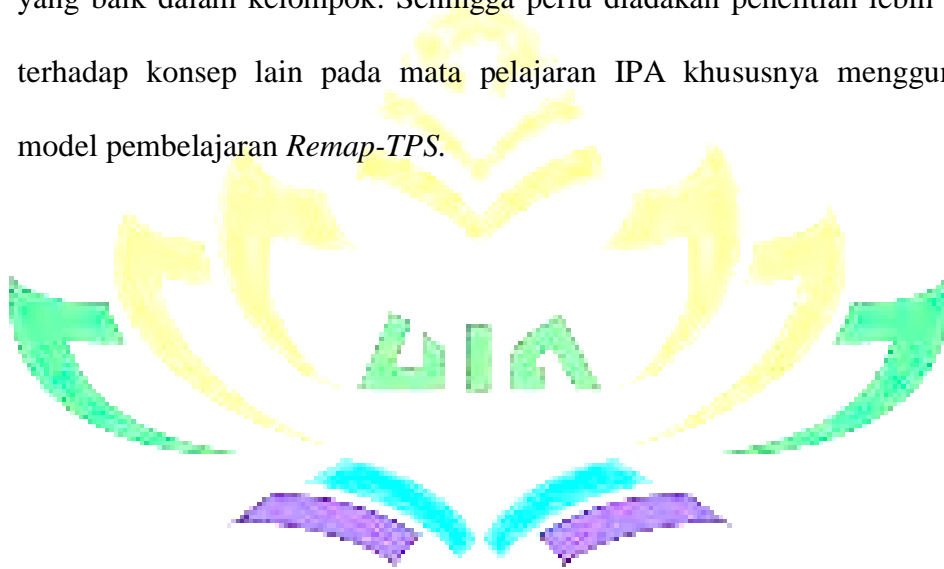 yang baik dalam kelompok. Sehingga perlu diadakan penelitian lebih
terhadap konsep lain pada mata pelajaran IPA khususnya menggun
model pembelajaran Remap-TPS.
UIN